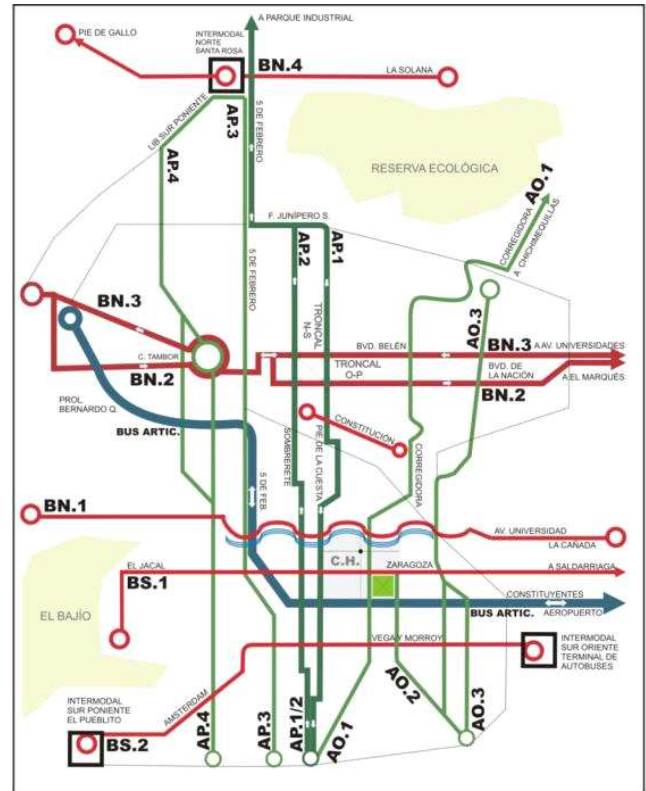 A PARQUE INDUSTRIAL
PIE DE GALLO
INTERMODAL
NORTE
SANTA ROSA
BN.4
LA SOLANA
LIB SUR PONIENTE
AP.3
AP.4
5 DE FEBRERO
RESERVA ECOLÓGICA
CORREGIDORA
AO.1
A CHICHIMEQUILLAS
F. JUNÍPERO S.
AP.2
AP.1
5 DE FEBRERO
TRONCAL
N-S
AO.3
BN.3
C. TAMBOR
BN.2
BVD. BELÉN
BN.3
A AV. UNIVERSIDADES
TRONCAL
O-P
BVD. DE
LA NACIÓN
A EL MARQUÉS
BN.2
PROL.
BERNARDO Q.
BUS ARTIC.
CONSTITUCIÓN
SOMBRERETE
PIE DE LA CUESTA
CORREGIDORA
5 DE FEB.
BN.1
AV. UNIVERSIDAD
LA CAÑADA
C.H.
ZARAGOZA
EL JACAL
BS.1
A SALDARRIAGA
EL BAJÍO
CONSTITUYENTES
BUS ARTIC.
AEROPUERTO
VEGA Y MORROY
INTERMODAL
SUR ORIENTE
TERMINAL DE
AUTOBUSES
INTERMODAL
SUR PONIENTE
EL PUEBLITO
AMSTERDAM
BS.2
AP.4
AP.3
AP.1/2
AO.1
AO.2
AO.3